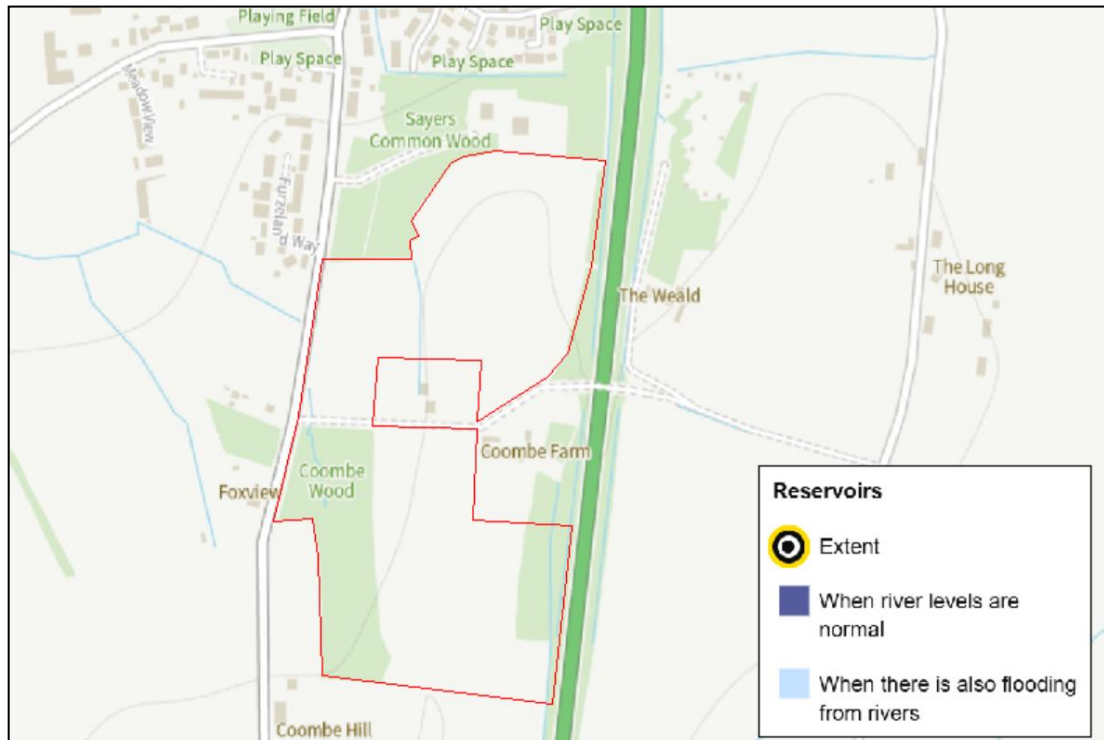 Playing Field
Play Space
Play Space
Play Space
Meadow View
Sayers
Common Wood
Furzelan
d Way
The Weald
The Long
House
Coombe Farm
Coombe
Wood
Foxview
Coombe Hill
Reservoirs
Extent
When river levels are
normal
When there is also flooding
from rivers